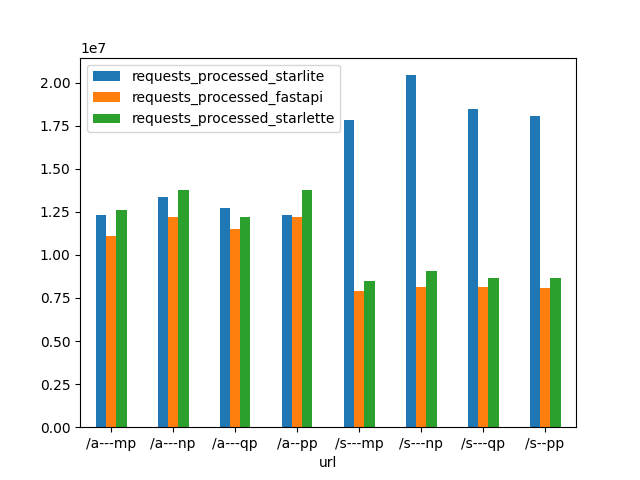 1e7
requests_processed_starlite
requests_processed_fastapi
requests_processed_starlette
2.00
1.75
1.50
1.25
1.00
0.75
0.50
0.25
0.00
/a---mp /a---np /a---qp /a--pp /s---mp /s---np /s---qp /s--pp
url